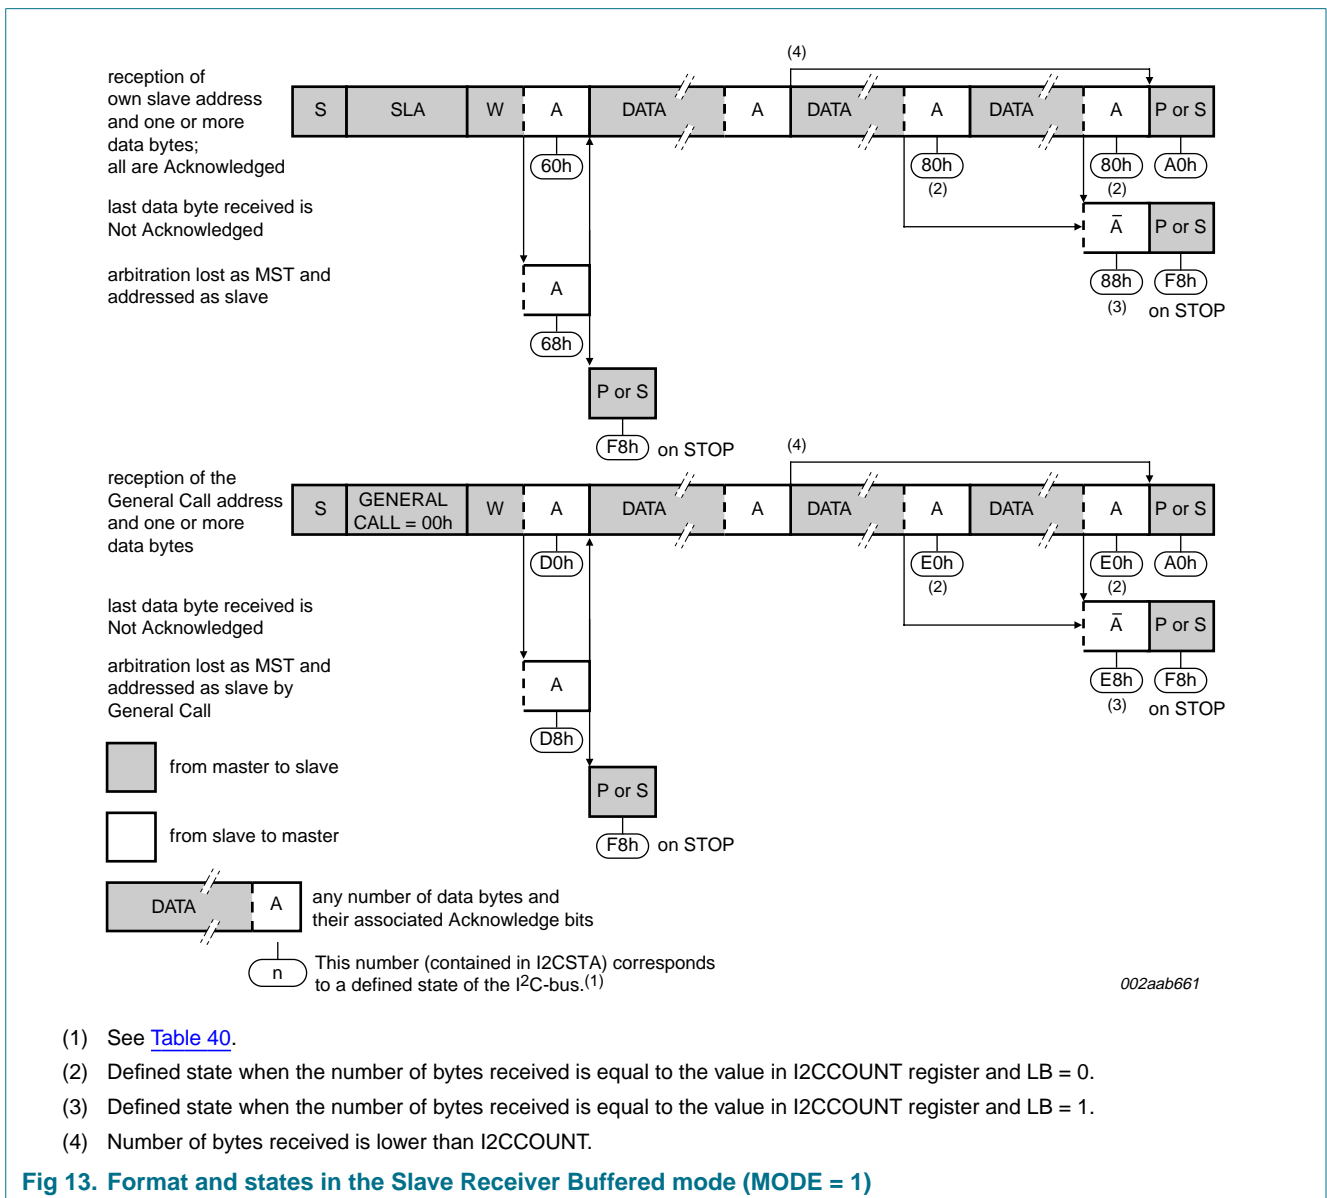 (4)
reception of
own slave address
and one or more
data bytes;
all are Acknowledged
S SLA W A DATA A DATA A DATA A P or S
60h 80h 80h A0h
(2) (2)
last data byte received is
Not Acknowledged
A̅ P or S
88h F8h
(3) on STOP
arbitration lost as MST and
addressed as slave
A
68h
P or S
F8h on STOP
(4)
reception of the
General Call address
and one or more
data bytes
S GENERAL CALL = 00h W A DATA A DATA A DATA A P or S
D0h E0h E0h A0h
(2) (2)
last data byte received is
Not Acknowledged
A̅ P or S
E8h F8h
(3) on STOP
arbitration lost as MST and
addressed as slave by
General Call
A
D8h
P or S
F8h on STOP
from master to slave
from slave to master
DATA A any number of data bytes and
their associated Acknowledge bits
n This number (contained in I2CSTA) corresponds
to a defined state of the I²C-bus.(1)
002aab661
(1) See Table 40.
(2) Defined state when the number of bytes received is equal to the value in I2CCOUNT register and LB = 0.
(3) Defined state when the number of bytes received is equal to the value in I2CCOUNT register and LB = 1.
(4) Number of bytes received is lower than I2CCOUNT.
Fig 13. Format and states in the Slave Receiver Buffered mode (MODE = 1)